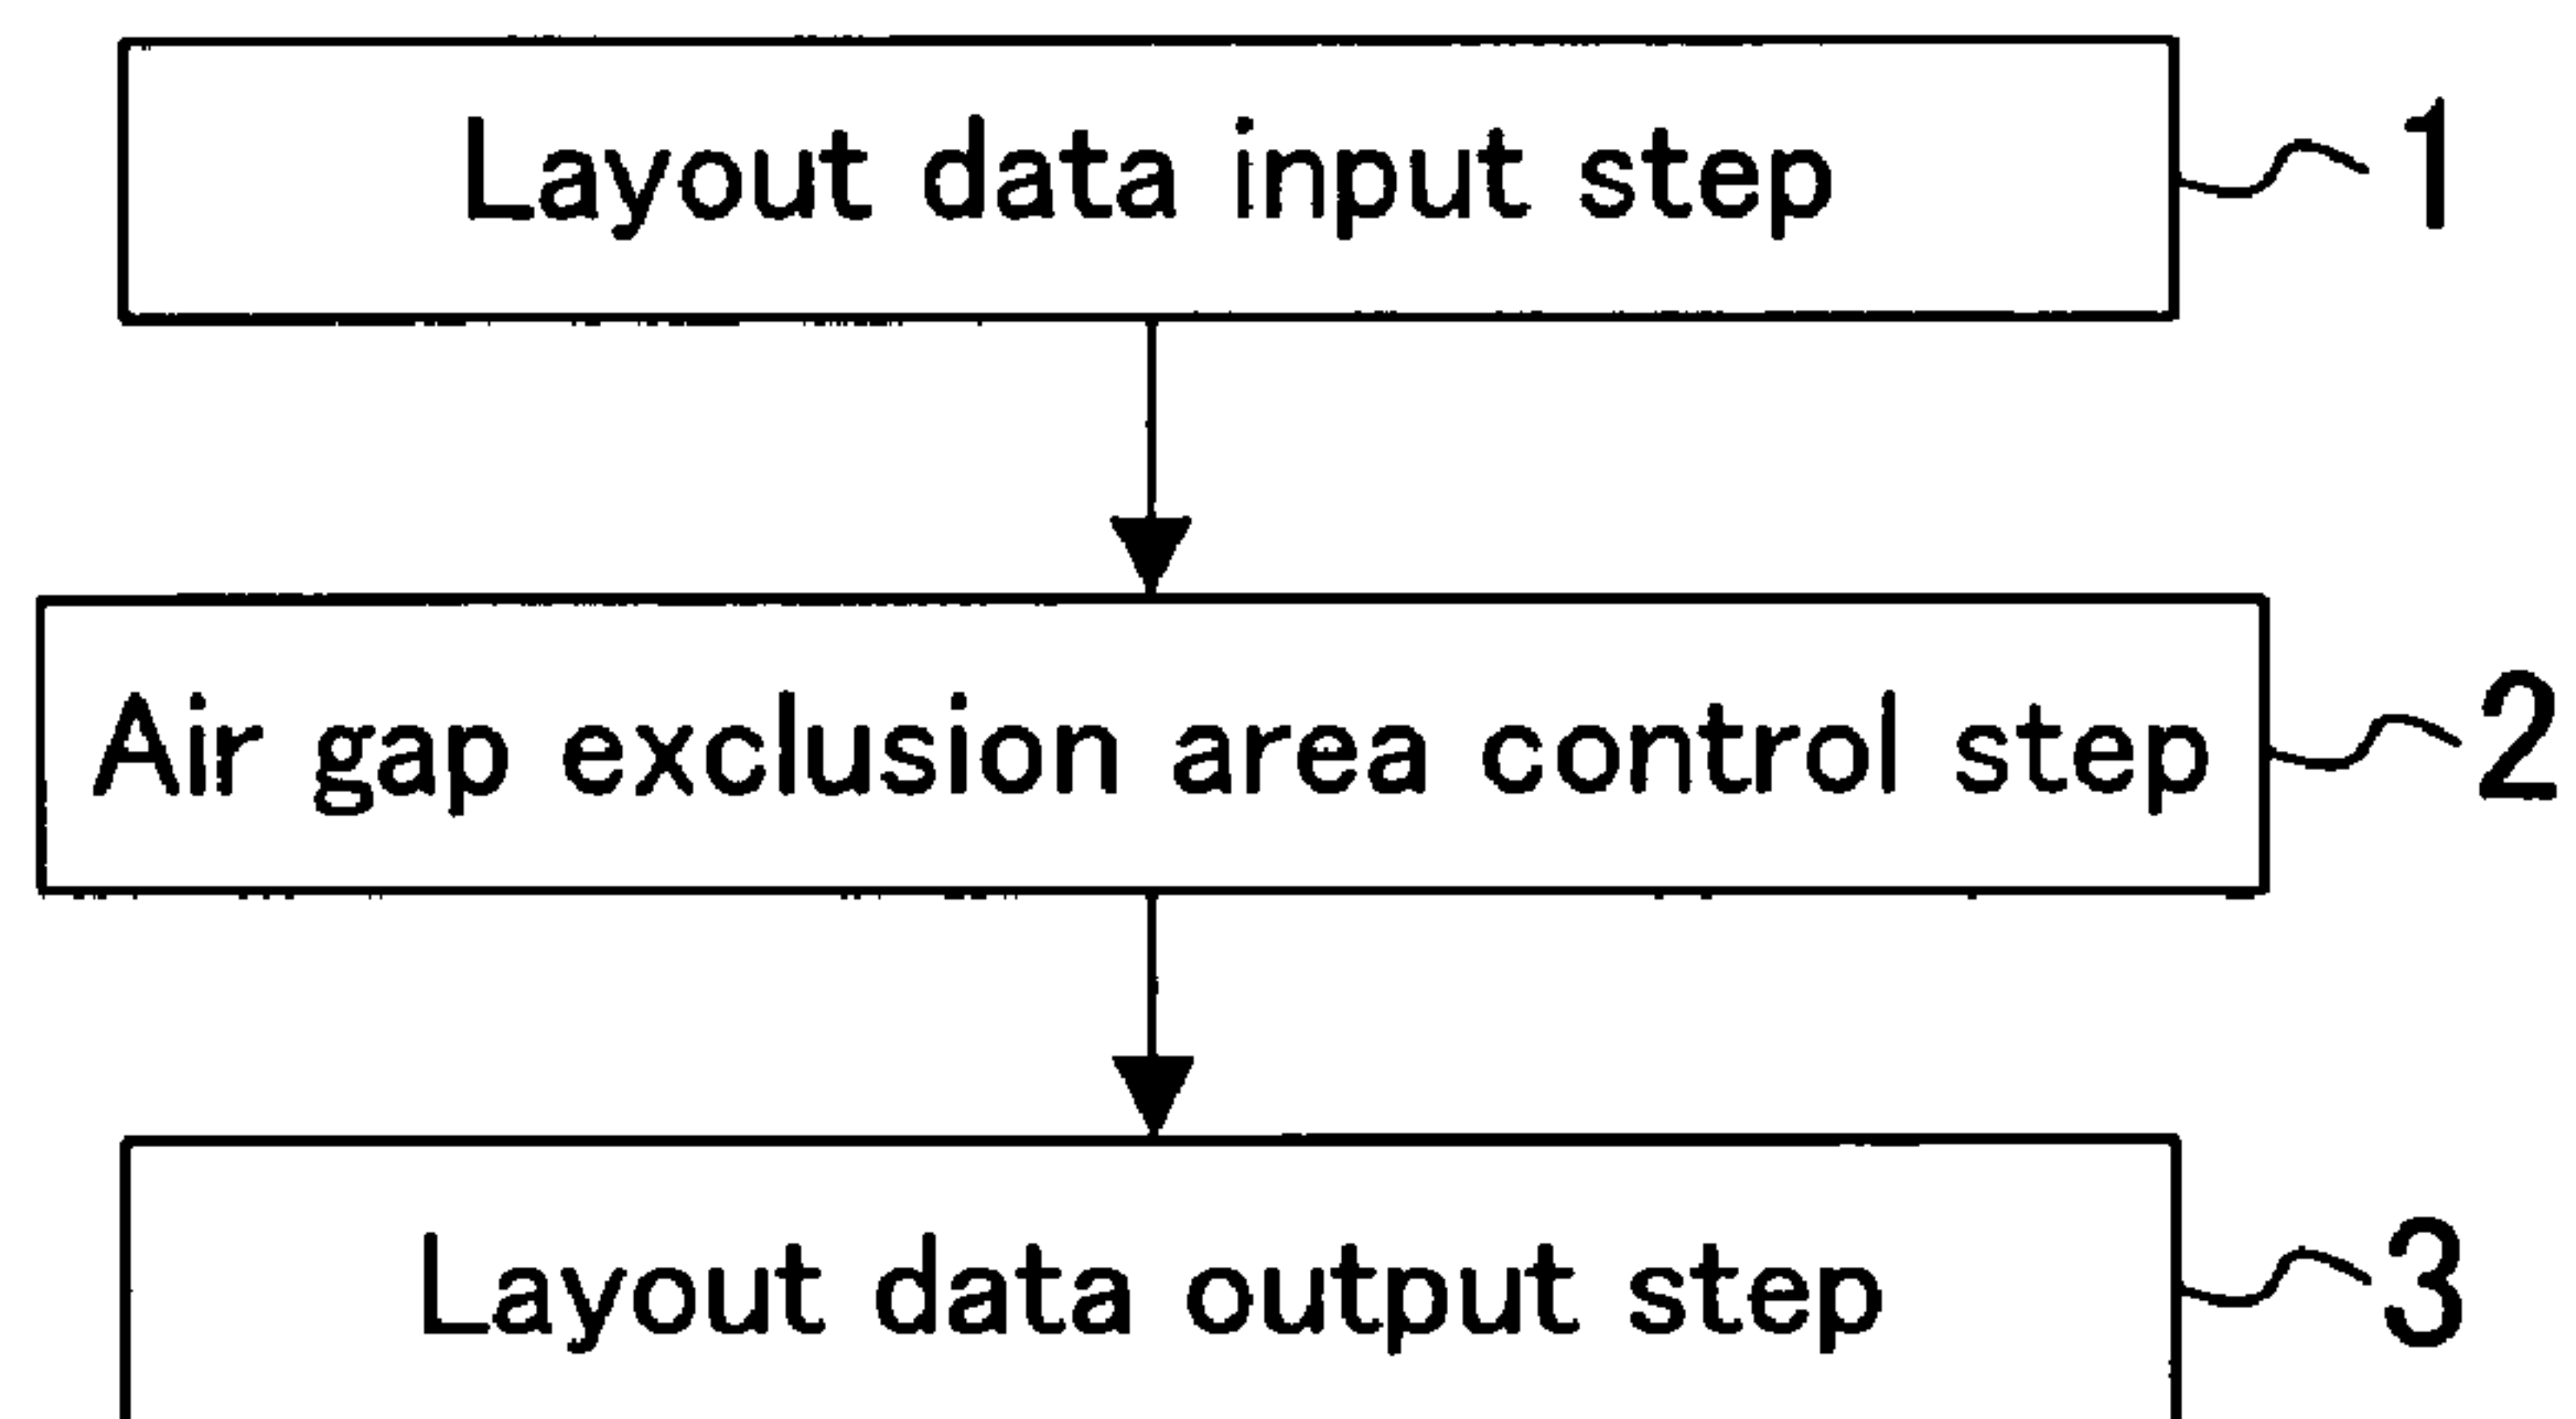 Layout data input step 1
Air gap exclusion area control step 2
Layout data output step 3